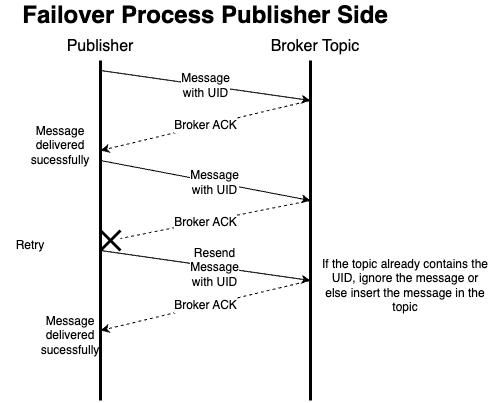 Failover Process Publisher Side
Publisher
Broker Topic
Message
with UID
Broker ACK
Message
delivered
sucessfully
Message
with UID
Broker ACK
Retry
Resend
Message
with UID
If the topic already contains the
UID, ignore the message or
else insert the message in the
topic
Broker ACK
Message
delivered
sucessfully